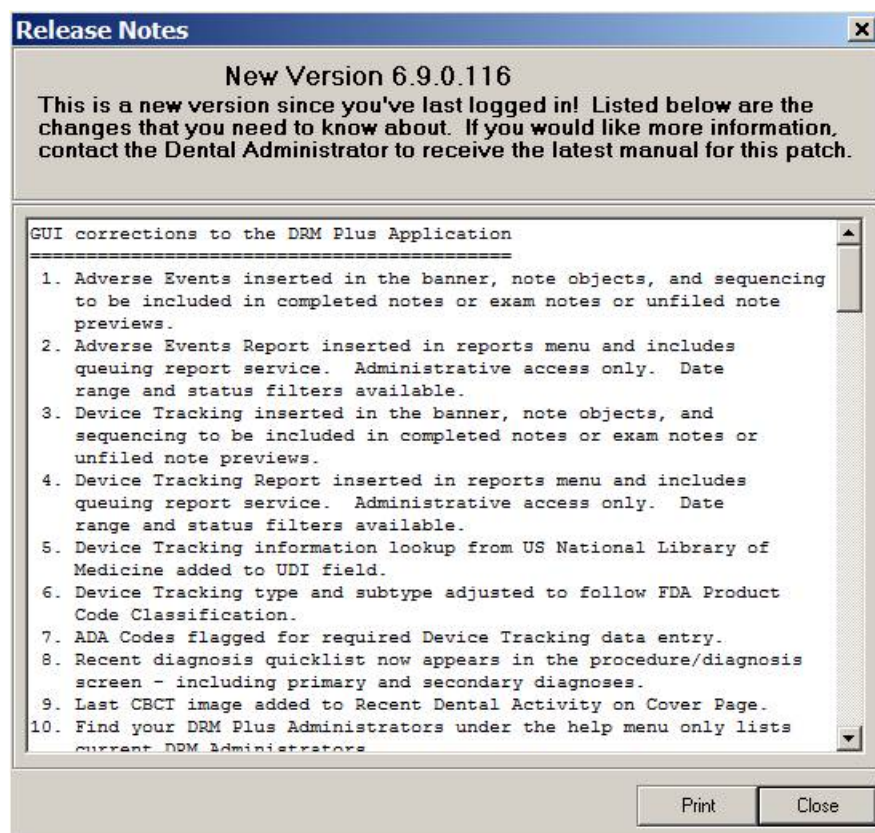 Release Notes
New Version 6.9.0.116
This is a new version since you've last logged in! Listed below are the
changes that you need to know about. If you would like more information,
contact the Dental Administrator to receive the latest manual for this patch.
GUI corrections to the DRM Plus Application
===========================================
1. Adverse Events inserted in the banner, note objects, and sequencing
to be included in completed notes or exam notes or unfiled note
previews.
2. Adverse Events Report inserted in reports menu and includes
queuing report service. Administrative access only. Date
range and status filters available.
3. Device Tracking inserted in the banner, note objects, and
sequencing to be included in completed notes or exam notes or
unfiled note previews.
4. Device Tracking Report inserted in reports menu and includes
queuing report service. Administrative access only. Date
range and status filters available.
5. Device Tracking information lookup from US National Library of
Medicine added to UDI field.
6. Device Tracking type and subtype adjusted to follow FDA Product
Code Classification.
7. ADA Codes flagged for required Device Tracking data entry.
8. Recent diagnosis quicklist now appears in the procedure/diagnosis
screen - including primary and secondary diagnoses.
9. Last CBCT image added to Recent Dental Activity on Cover Page.
10. Find your DRM Plus Administrators under the help menu only lists
current DRM Administrators
Print
Close